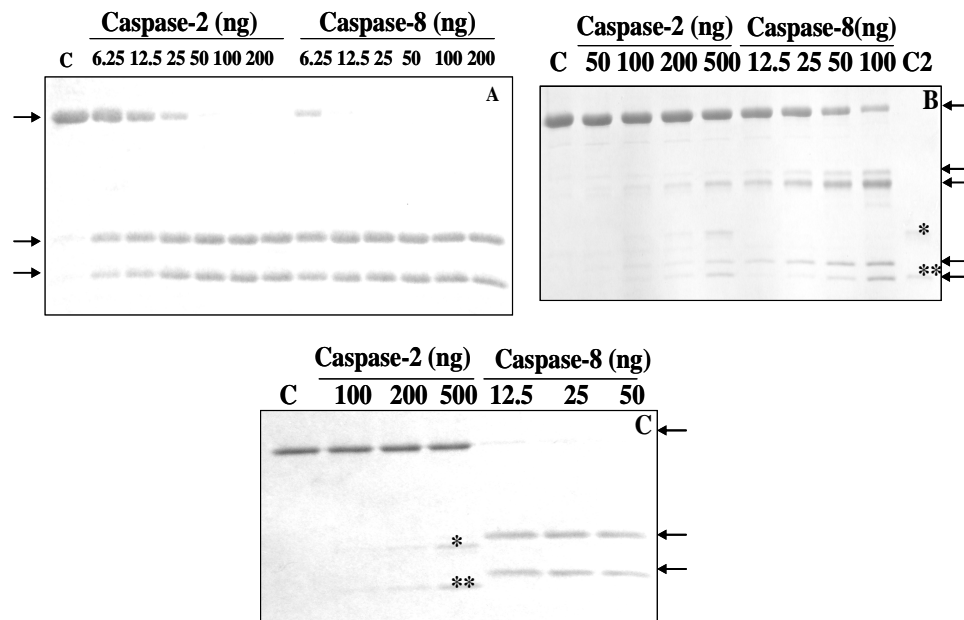 Caspase-2 (ng) Caspase-8 (ng)
C 6.25 12.5 25 50 100 200 6.25 12.5 25 50 100 200
A
Caspase-2 (ng) Caspase-8(ng)
C 50 100 200 500 12.5 25 50 100 C2
B
*
**
Caspase-2 (ng) Caspase-8 (ng)
C 100 200 500 12.5 25 50
C
*
**